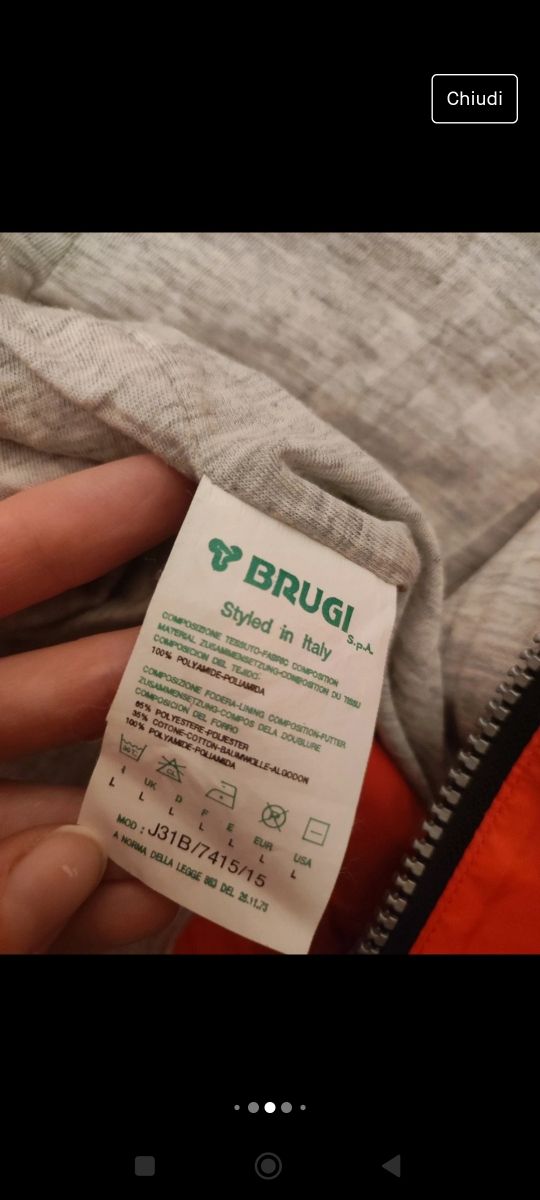 Chiudi
BRUGI S.p.A.
Styled in Italy
COMPOSIZIONE TESSUTO-FABRIC COMPOSITION
MATERIAL ZUSAMMENSETZUNG-COMPOSITION DU TISSU
COMPOSICION DEL TEJIDO:
100% POLYAMIDE-POLIAMIDA
COMPOSIZIONE FODERA-LINING COMPOSITION-FUTTER
ZUSAMMENSETZUNG-COMPOS DELA DOUBLURE
COMPOSICION DEL FORRO
65% POLYESTERE-POLIESTER
35% COTONE-COTTON-BAUMWOLLE-ALGODON
100% POLYAMIDE-POLIAMIDA
I UK D F E EUR USA
L L L L L L L
MOD : J31B/7415/15
A NORMA DELLA LEGGE 883 DEL 26.11.73